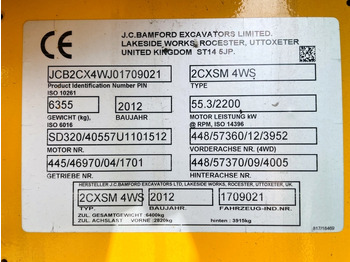 J.C.BAMFORD EXCAVATORS LIMITED.
LAKESIDE WORKS, ROCESTER, UTTOXETER
UNITED KINGDOM ST14 5JP.
CE
JCB2CX4WJ01709021 2CXSM 4WS
Product Identification Number PIN TYPE
ISO 10261
6355 2012 55.3/2200
GEWICHT (kg), BAUJAHR MOTOR LEISTUNG kW
ISO 6016 @ RPM, ISO 14396
SD320/40557U1101512 448/57360/12/3952
MOTOR NR. VORDERACHSE NR. (4WD)
445/46970/04/1701 448/57370/09/4005
GETRIEBE NR. HINTERACHSE NR.
HERSTELLER J.C.BAMFORD EXCAVATORS LTD, LAKESIDE WORKS, ROCESTER, UTTOXETER, UK.
2CXSM 4WS 2012 1709021
TYP. BAUJAHR FAHRZEUG-IND.NR.
ZUL. GESAMTGEWICHT : 6400kg
ZUL. ACHSLAST Vorne : 2820kg hinten : 3915kg